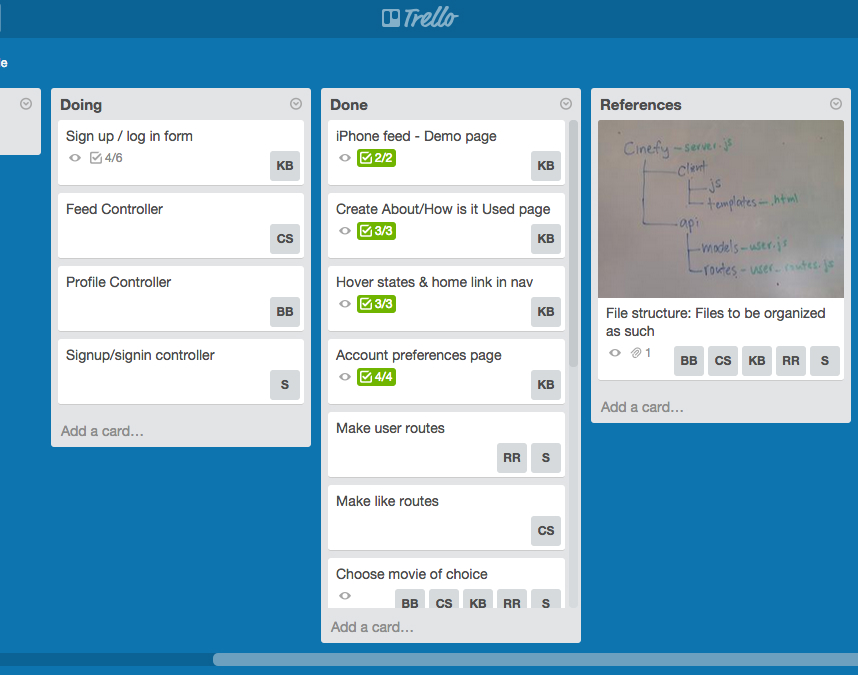 Trello
e
Doing
Sign up / log in form
4/6
KB
Feed Controller
CS
Profile Controller
BB
Signup/signin controller
S
Add a card…
Done
iPhone feed - Demo page
2/2
KB
Create About/How is it Used page
3/3
KB
Hover states & home link in nav
3/3
KB
Account preferences page
4/4
KB
Make user routes
RR S
Make like routes
CS
Choose movie of choice
BB CS KB RR S
Add a card…
References
Cinefy - server.js
client
js
templates - .html
api
models - user.js
routes - user_routes.js
File structure: Files to be organized
as such
1
BB CS KB RR S
Add a card…